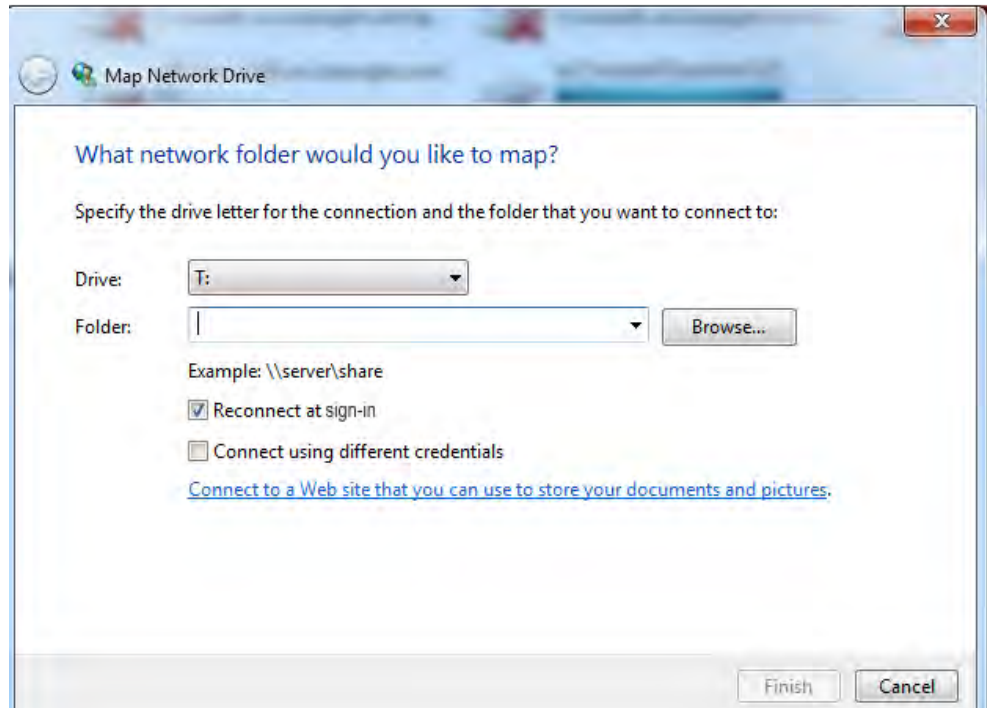 Map Network Drive
What network folder would you like to map?
Specify the drive letter for the connection and the folder that you want to connect to:
Drive: T:
Folder: Browse...
Example: \\server\share
Reconnect at sign-in
Connect using different credentials
Connect to a Web site that you can use to store your documents and pictures.
Finish Cancel